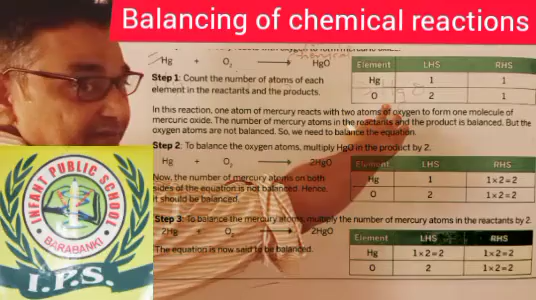 Balancing of chemical reactions
Hg + O₂ ⟶ HgO
Element LHS RHS
Hg 1 1
O 2 1
Step 1: Count the number of atoms of each
element in the reactants and the products.
In this reaction, one atom of mercury reacts with two atoms of oxygen to form one molecule of
mercuric oxide. The number of mercury atoms in the reactants and the product is balanced. But the
oxygen atoms are not balanced. So, we need to balance the equation.
Step 2: To balance the oxygen atoms, multiply HgO in the product by 2.
Hg + O₂ ⟶ 2HgO
Now, the number of mercury atoms on both
sides of the equation is not balanced. Hence,
it should be balanced.
Element LHS RHS
Hg 1 1×2=2
O 2 1×2=2
Step 3: To balance the mercury atoms, multiply the number of mercury atoms in the reactants by 2.
2Hg + O₂ ⟶ 2HgO
The equation is now said to be balanced.
Element LHS RHS
Hg 1×2=2 1×2=2
O 2 1×2=2
INFANT PUBLIC SCHOOL
BARABANKI
I.P.S.